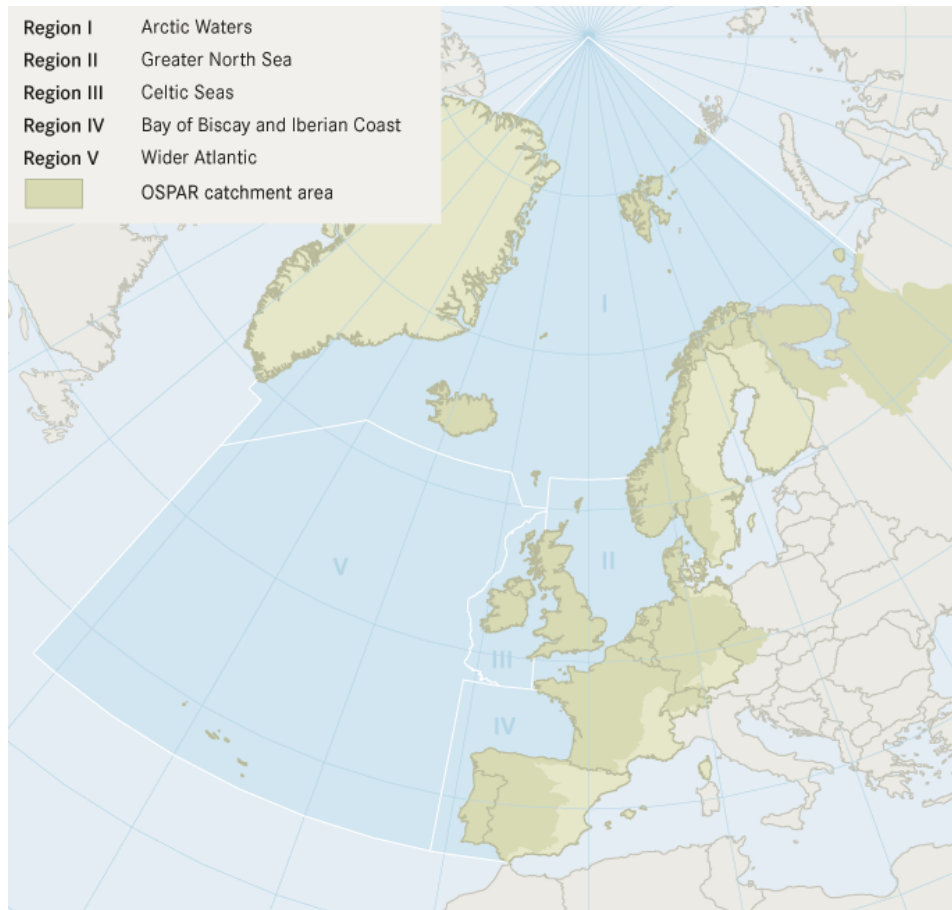 Region I Arctic Waters
Region II Greater North Sea
Region III Celtic Seas
Region IV Bay of Biscay and Iberian Coast
Region V Wider Atlantic
OSPAR catchment area
I
II
V
III
IV